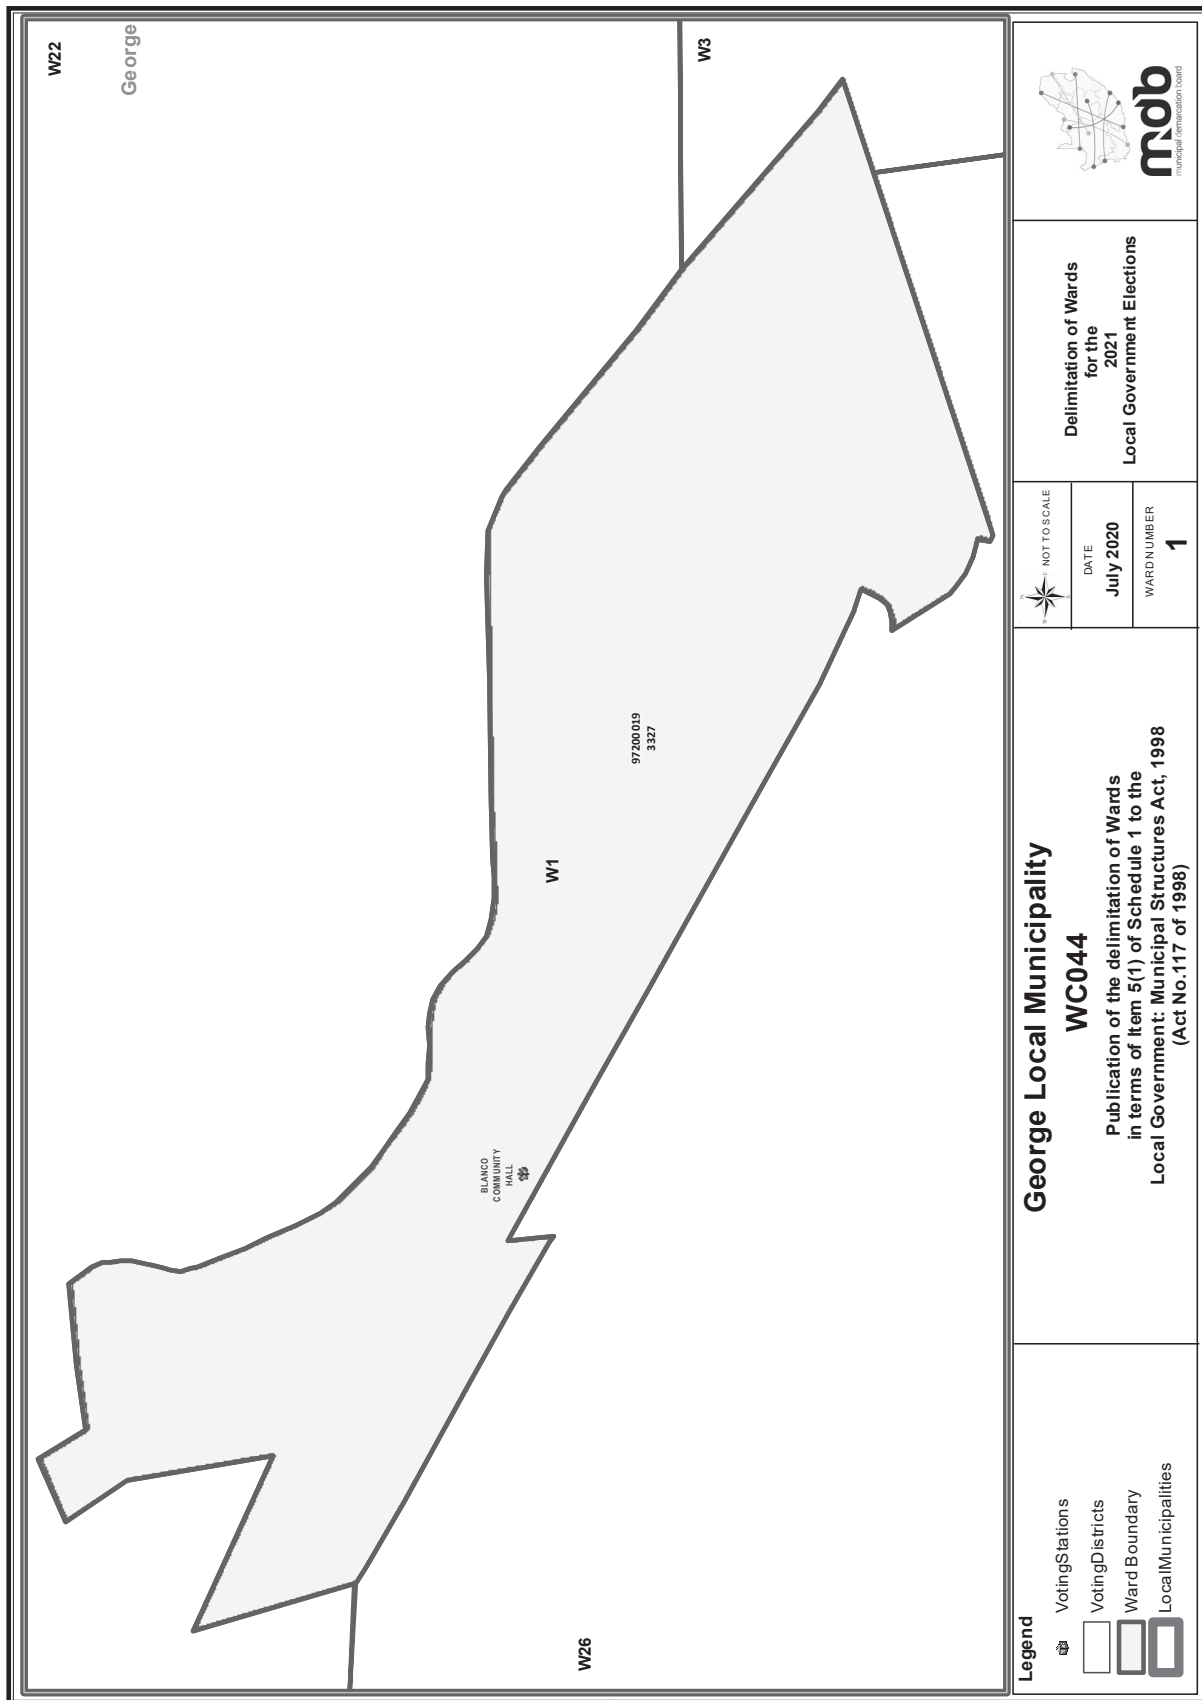 W22
George
W3
97200019
3327
W1
BLANCO
COMMUNITY
HALL
W26
Legend
VotingStations
VotingDistricts
Ward Boundary
LocalMunicipalities
George Local Municipality
WC044
Publication of the delimitation of Wards
in terms of Item 5(1) of Schedule 1 to the
Local Government: Municipal Structures Act, 1998
(Act No.117 of 1998)
N
W
E
S
NOT TO SCALE
DATE
July 2020
WARD NUMBER
1
Delimitation of Wards
for the
2021
Local Government Elections
mdb
municipal demarcation board